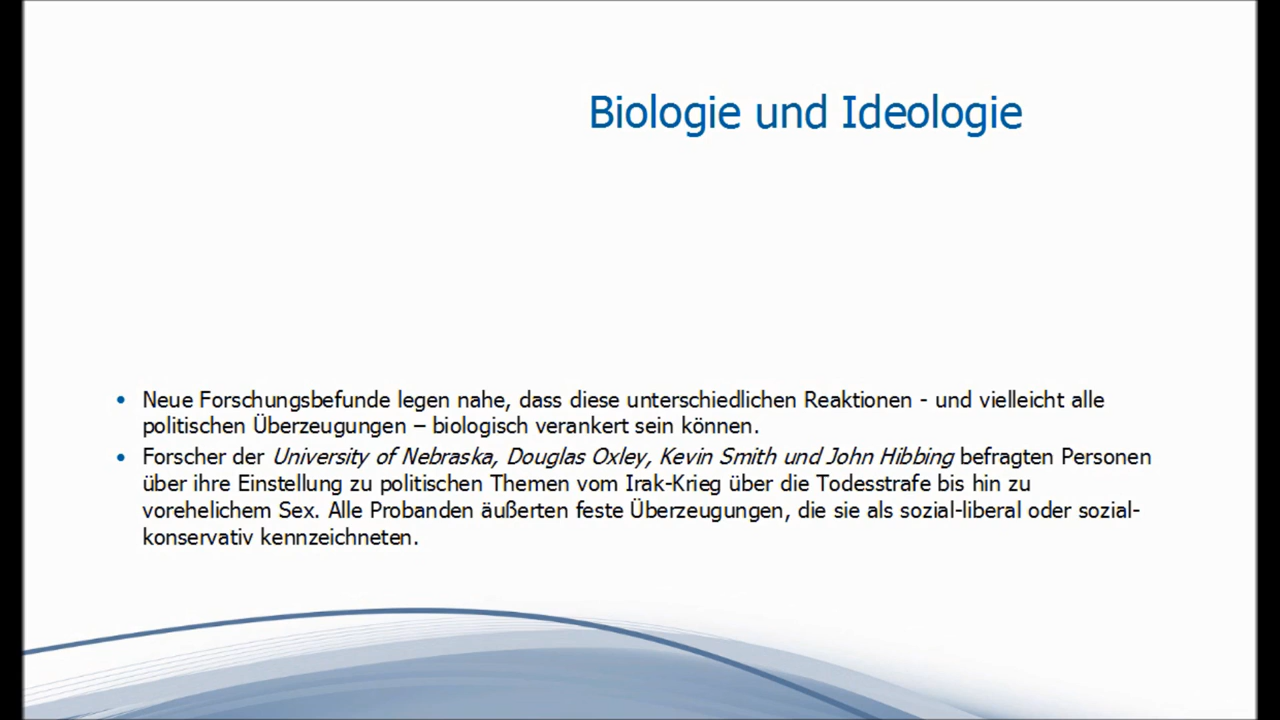 Biologie und Ideologie
• Neue Forschungsbefunde legen nahe, dass diese unterschiedlichen Reaktionen - und vielleicht alle
politischen Überzeugungen – biologisch verankert sein können.
• Forscher der University of Nebraska, Douglas Oxley, Kevin Smith und John Hibbing befragten Personen
über ihre Einstellung zu politischen Themen vom Irak-Krieg über die Todesstrafe bis hin zu
vorehelichem Sex. Alle Probanden äußerten feste Überzeugungen, die sie als sozial-liberal oder sozial-
konservativ kennzeichneten.